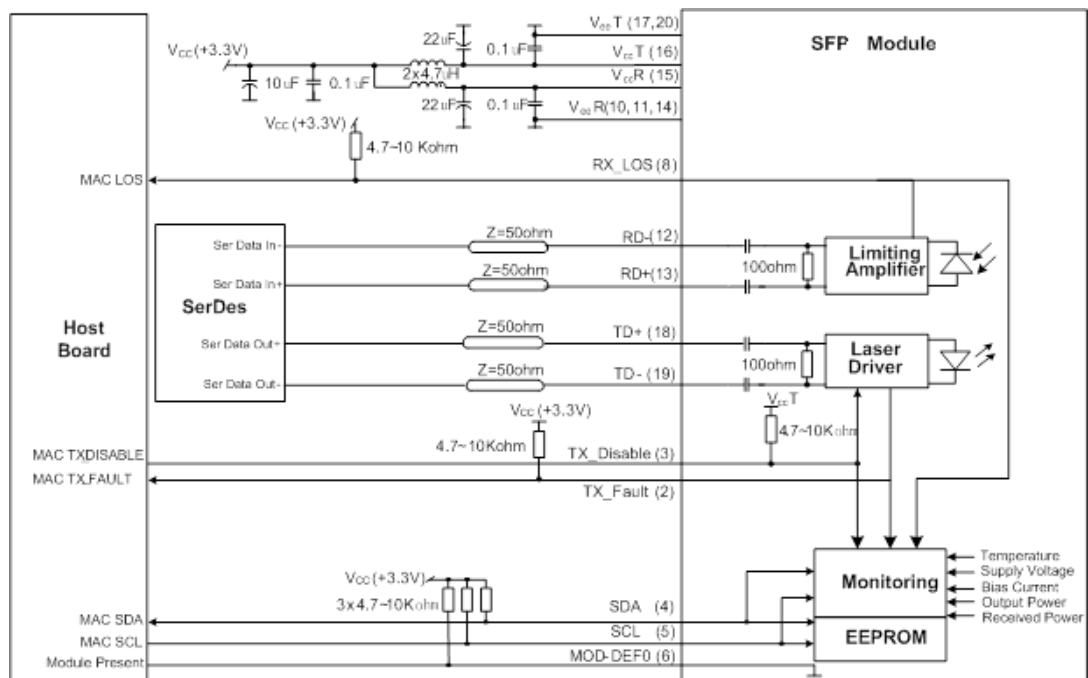 VccT (17,20)
SFP Module
22uF
0.1uF
VccT (16)
VCC(+3.3V)
2x4.7uH
VccR (15)
10uF
0.1uF
22uF
0.1uF
VccR(10,11,14)
VCC(+3.3V)
4.7~10 Kohm
RX_LOS (8)
MAC LOS
Z=50ohm
RD-(12)
Ser Data In-
Limiting
Amplifier
100ohm
Z=50ohm
RD+(13)
Ser Data In+
SerDes
Host
Board
Z=50ohm
TD+ (18)
Ser Data Out+
Laser
Driver
100ohm
Z=50ohm
TD- (19)
Ser Data Out-
VccT
VCC(+3.3V)
4.7~10Kohm
4.7~10Kohm
MAC TX_DISABLE
TX_Disable (3)
MAC TX_FAULT
TX_Fault (2)
Temperature
VCC(+3.3V)
Supply Voltage
Monitoring
Bias Current
3x4.7~10Kohm
SDA (4)
Output Power
MAC SDA
Received Power
SCL (5)
EEPROM
MAC SCL
MOD-DEF0 (6)
Module Present